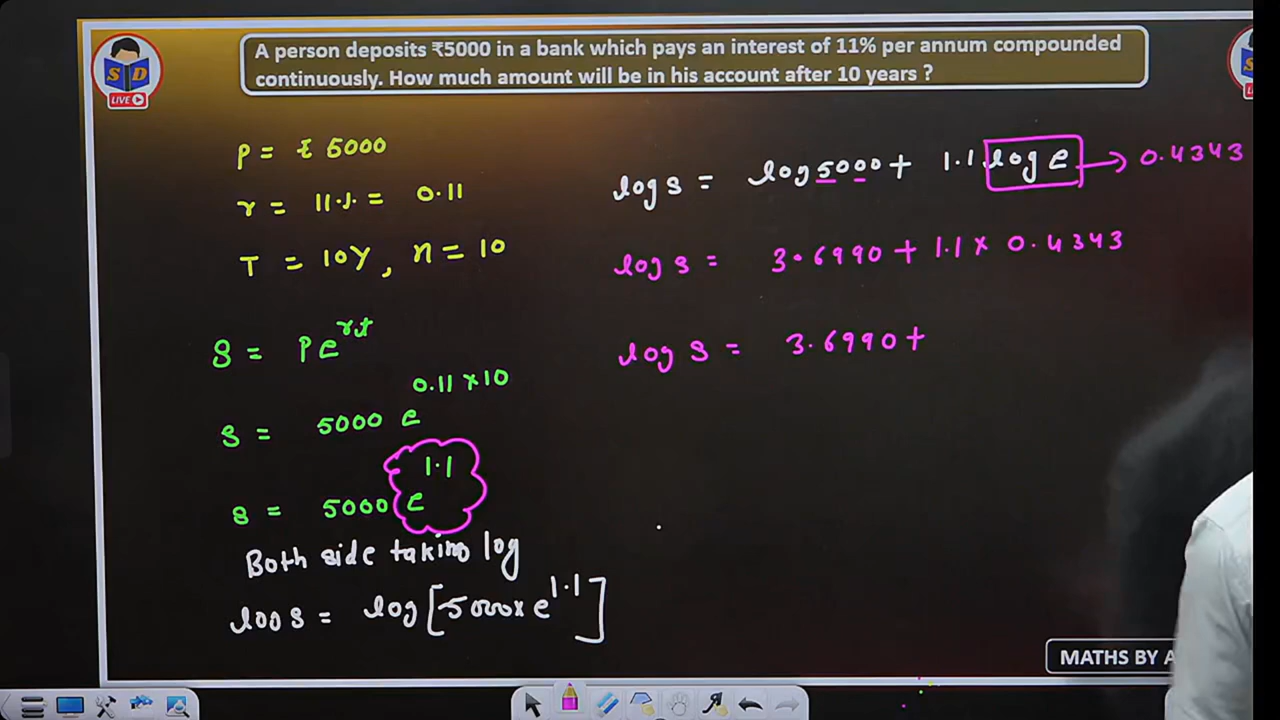 SD
LIVE
A person deposits ₹5000 in a bank which pays an interest of 11% per annum compounded
continuously. How much amount will be in his account after 10 years ?
P = ₹ 5000
r = 11·/· = 0.11
T = 10Y, n = 10
S = Pe^r.t
S = 5000 e^0.11×10
S = 5000 e^1.1
Both side taking log
log S = log[5000× e^1.1]
log S = log 5000 + 1.1 log e → 0.4343
log S = 3.6990 + 1.1 × 0.4343
log S = 3.6990 +
MATHS BY A